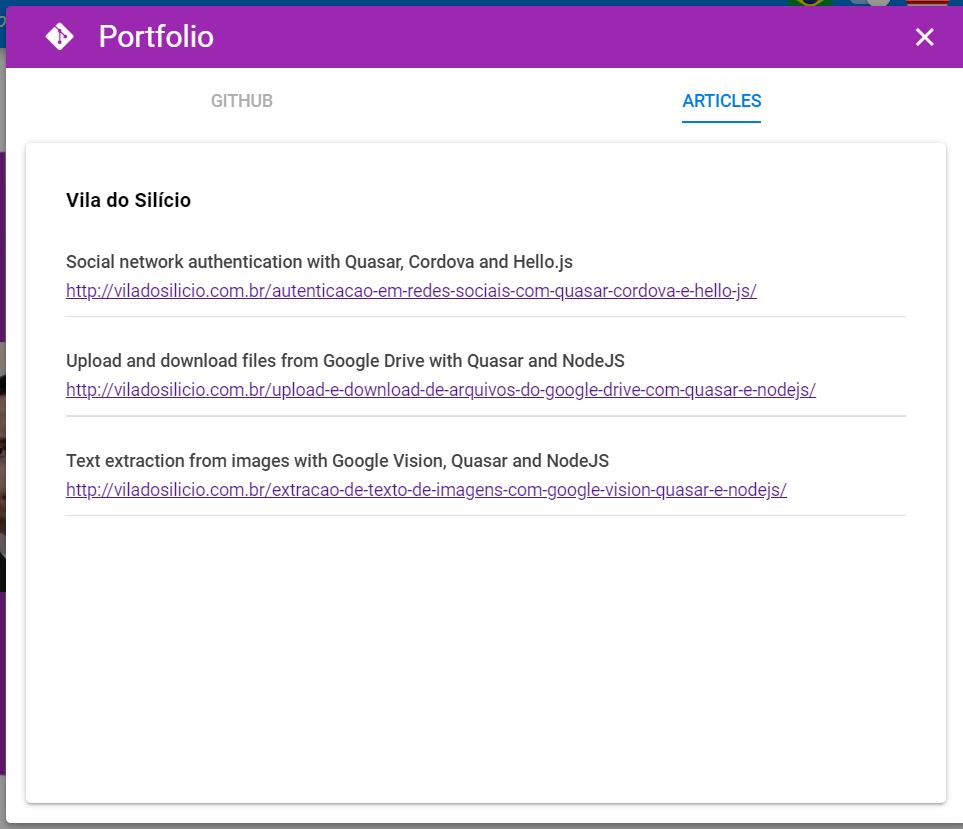 Portfolio
GITHUB
ARTICLES
Vila do Silício
Social network authentication with Quasar, Cordova and Hello.js
http://viladosilicio.com.br/autenticacao-em-redes-sociais-com-quasar-cordova-e-hello-js/
Upload and download files from Google Drive with Quasar and NodeJS
http://viladosilicio.com.br/upload-e-download-de-arquivos-do-google-drive-com-quasar-e-nodejs/
Text extraction from images with Google Vision, Quasar and NodeJS
http://viladosilicio.com.br/extracao-de-texto-de-imagens-com-google-vision-quasar-e-nodejs/